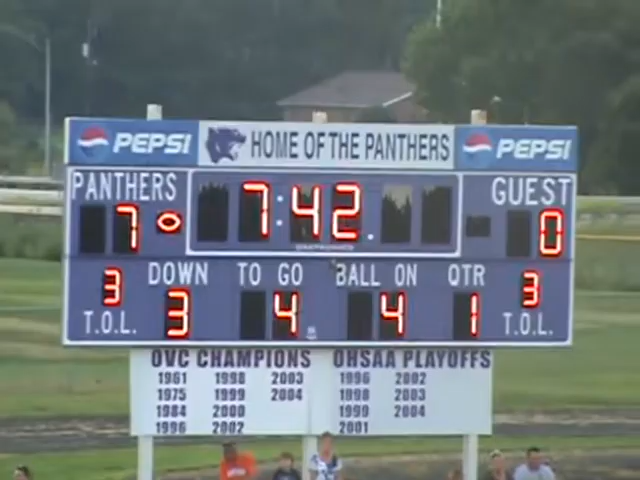 PEPSI HOME OF THE PANTHERS PEPSI
PANTHERS 7:42. GUEST
7 0
3 DOWN TO GO BALL ON QTR 3
T.O.L. 3 4 4 1 T.O.L.
OVC CHAMPIONS OHSAA PLAYOFFS
1961 1998 2003 1996 2002
1975 1999 2004 1998 2003
1984 2000 1999 2004
1996 2002 2001